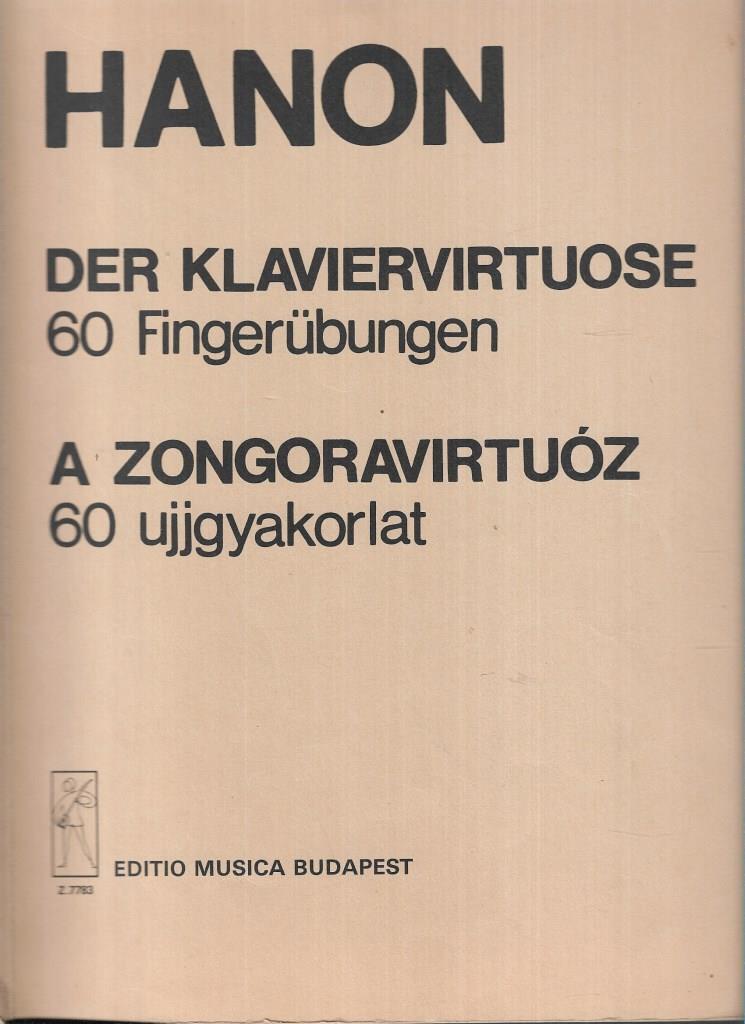 HANON
DER KLAVIERVIRTUOSE
60 Fingerübungen
A ZONGORAVIRTUÓZ
60 ujjgyakorlat
EDITIO MUSICA BUDAPEST
Z.7783